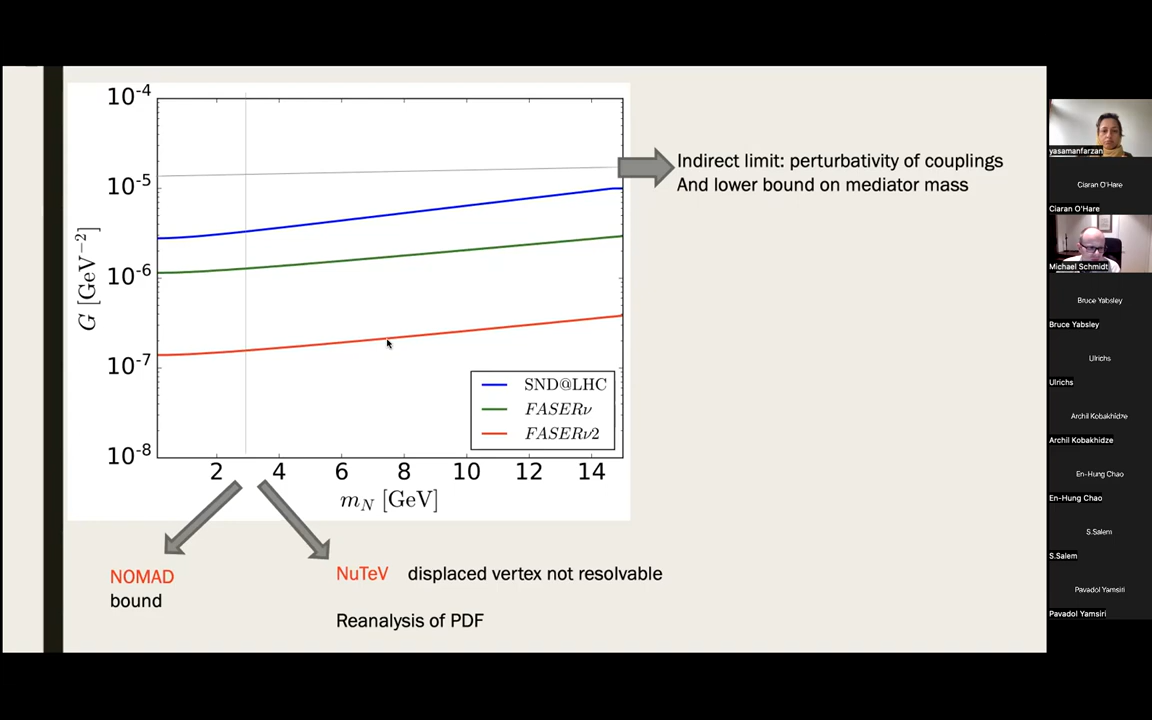 10^-4
10^-5
10^-6
10^-7
10^-8
G [GeV^-2]
2 4 6 8 10 12 14
m_N [GeV]
SND@LHC
FASERν
FASERν2
Indirect limit: perturbativity of couplings
And lower bound on mediator mass
NOMAD
bound
NuTeV displaced vertex not resolvable
Reanalysis of PDF
yasamanfarzan
Ciaran O'Hare
Ciaran O'Hare
Michael Schmidt
Bruce Yabsley
Bruce Yabsley
Ulrichs
Ulrichs
Archil Kobakhidze
Archil Kobakhidze
En-Hung Chao
En-Hung Chao
S.Salem
S.Salem
Pavadol Yamsiri
Pavadol Yamsiri